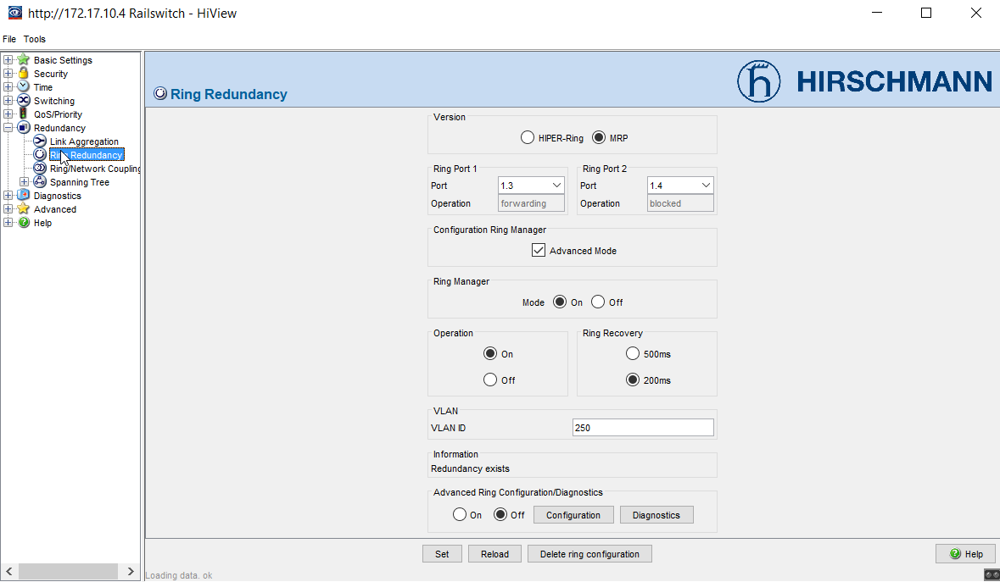 http://172.17.10.4 Railswitch - HiView
File Tools
Basic Settings
Security
Time
Switching
QoS/Priority
Redundancy
Link Aggregation
Ring Redundancy
Ring/Network Coupling
Spanning Tree
Diagnostics
Advanced
Help
Ring Redundancy
HIRSCHMANN
Version
HIPER-Ring MRP
Ring Port 1 Ring Port 2
Port 1.3 Port 1.4
Operation forwarding Operation blocked
Configuration Ring Manager
Advanced Mode
Ring Manager
Mode On Off
Operation Ring Recovery
On 500ms
Off 200ms
VLAN
VLAN ID 250
Information
Redundancy exists
Advanced Ring Configuration/Diagnostics
On Off Configuration Diagnostics
Set Reload Delete ring configuration Help
Loading data. ok